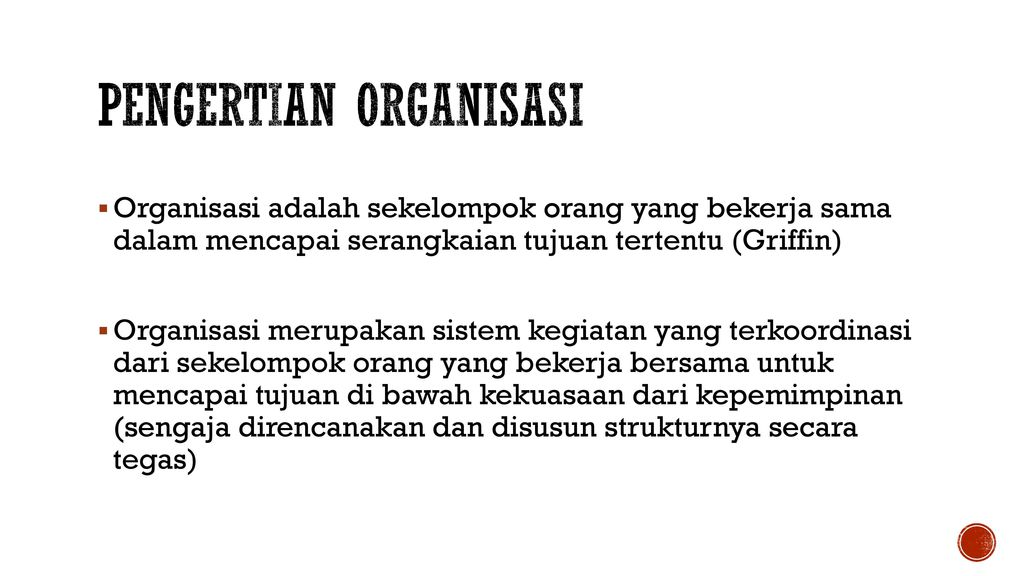 PENGERTIAN ORGANISASI
▪ Organisasi adalah sekelompok orang yang bekerja sama
dalam mencapai serangkaian tujuan tertentu (Griffin)
▪ Organisasi merupakan sistem kegiatan yang terkoordinasi
dari sekelompok orang yang bekerja bersama untuk
mencapai tujuan di bawah kekuasaan dari kepemimpinan
(sengaja direncanakan dan disusun strukturnya secara
tegas)